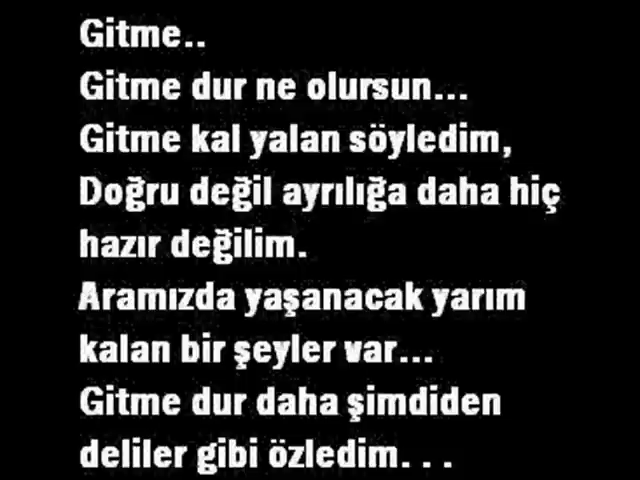 Gitme..
Gitme dur ne olursun...
Gitme kal yalan söyledim,
Doğru değil ayrılığa daha hiç
hazır değilim.
Aramızda yaşanacak yarım
kalan bir şeyler var...
Gitme dur daha şimdiden
deliler gibi özledim. . .